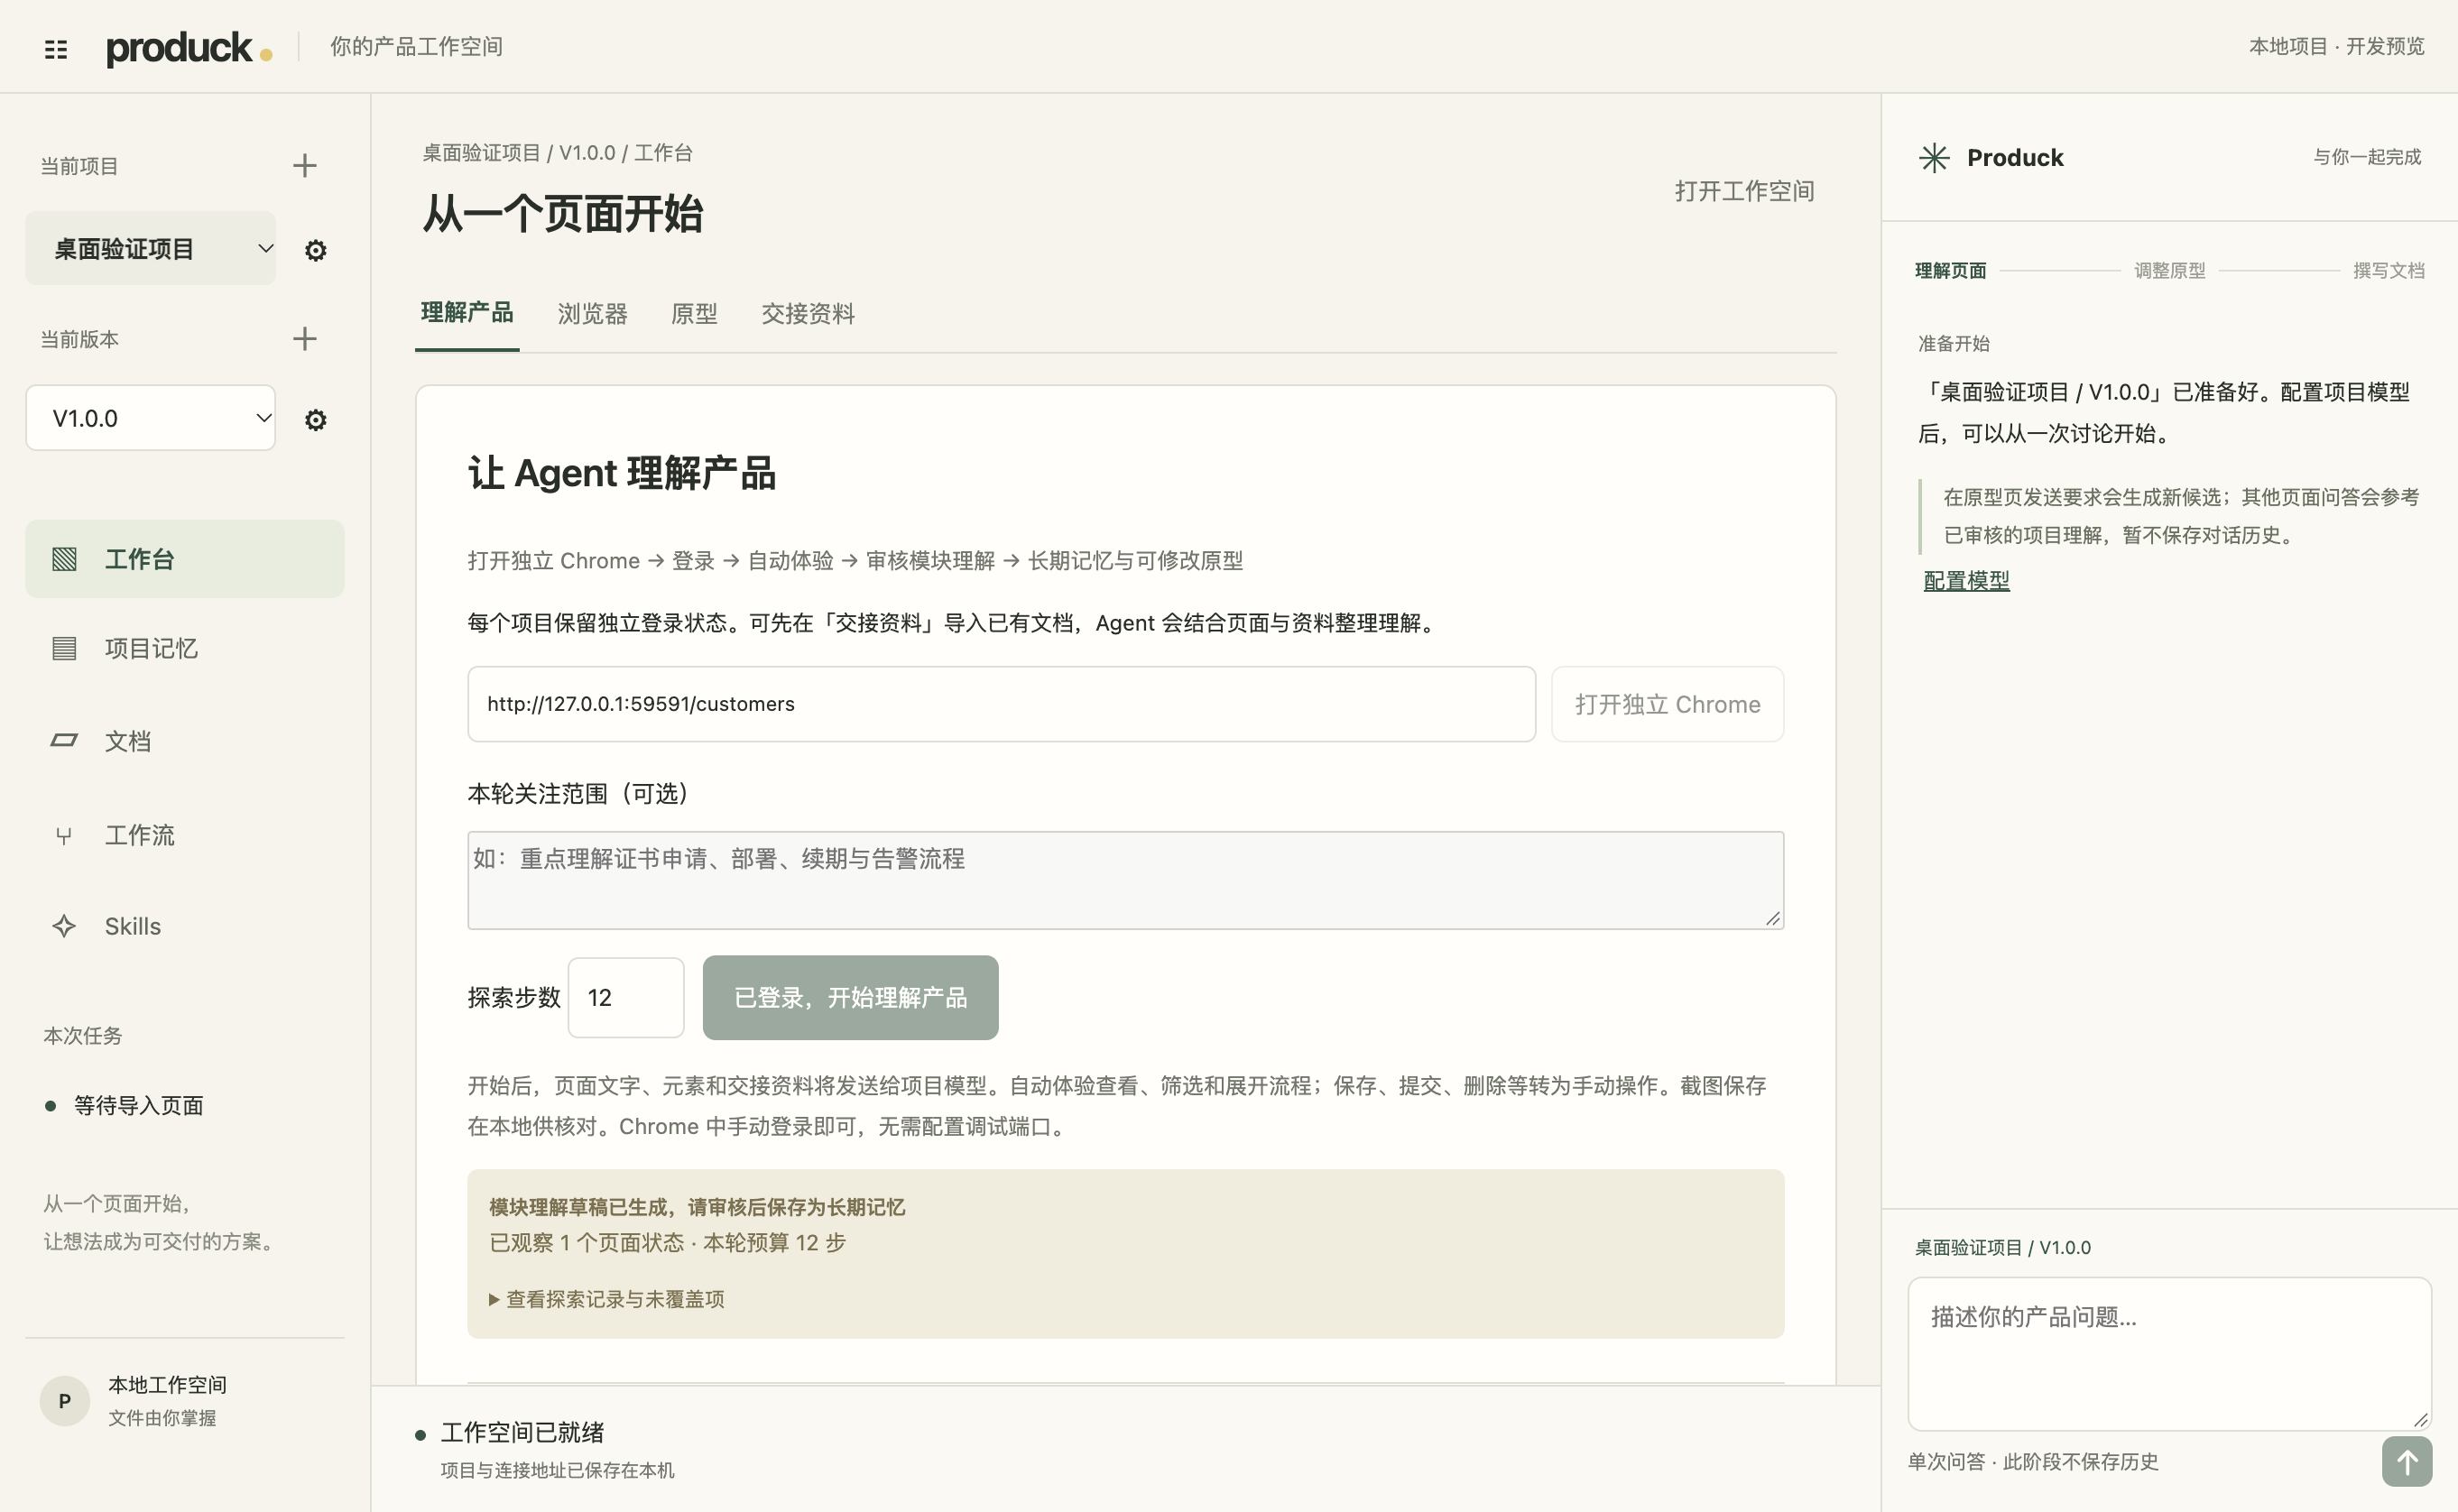 produck
你的产品工作空间
本地项目 · 开发预览
当前项目
桌面验证项目
当前版本
V1.0.0
工作台
项目记忆
文档
工作流
Skills
本次任务
等待导入页面
从一个页面开始，
让想法成为可交付的方案。
P
本地工作空间
文件由你掌握
桌面验证项目 / V1.0.0 / 工作台
从一个页面开始
打开工作空间
理解产品
浏览器
原型
交接资料
让 Agent 理解产品
打开独立 Chrome → 登录 → 自动体验 → 审核模块理解 → 长期记忆与可修改原型
每个项目保留独立登录状态。可先在「交接资料」导入已有文档，Agent 会结合页面与资料整理理解。
http://127.0.0.1:59591/customers
打开独立 Chrome
本轮关注范围（可选）
如：重点理解证书申请、部署、续期与告警流程
探索步数
12
已登录，开始理解产品
开始后，页面文字、元素和交接资料将发送给项目模型。自动体验查看、筛选和展开流程；保存、提交、删除等转为手动操作。截图保存
在本地供核对。Chrome 中手动登录即可，无需配置调试端口。
模块理解草稿已生成，请审核后保存为长期记忆
已观察 1 个页面状态 · 本轮预算 12 步
查看探索记录与未覆盖项
工作空间已就绪
项目与连接地址已保存在本机
Produck
与你一起完成
理解页面
调整原型
撰写文档
准备开始
「桌面验证项目 / V1.0.0」已准备好。配置项目模型
后，可以从一次讨论开始。
在原型页发送要求会生成新候选；其他页面问答会参考
已审核的项目理解，暂不保存对话历史。
配置模型
桌面验证项目 / V1.0.0
描述你的产品问题...
单次问答 · 此阶段不保存历史